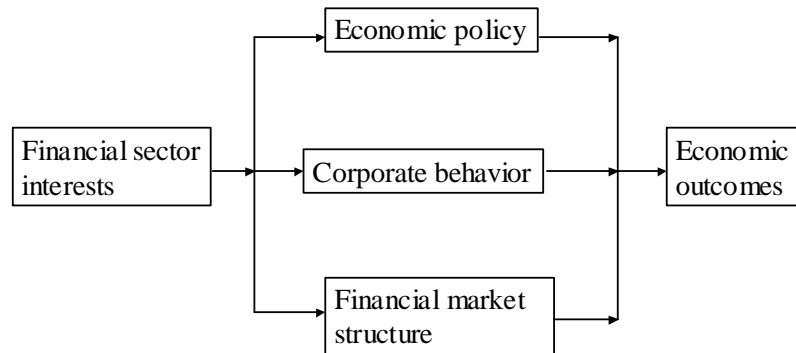 Economic policy
Financial sector
interests
Corporate behavior
Economic
outcomes
Financial market
structure